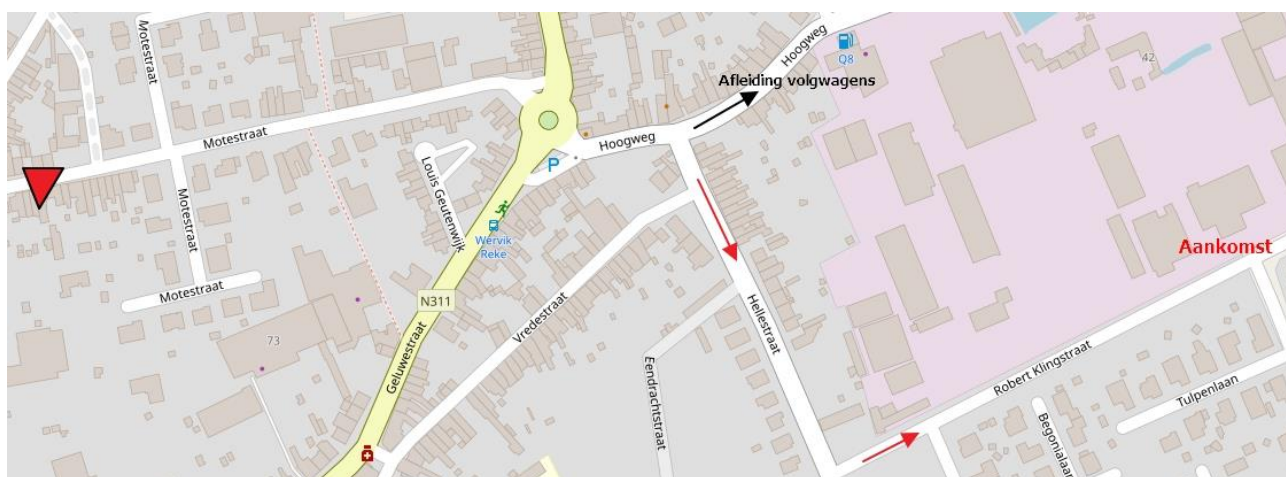 Motestraat
Hoogweg
Q8
42
Afleiding volgwagens
Motestraat
Hoogweg
Louis Geutenwijk
P
Motestraat
Wervik
Reke
Aankomst
Motestraat
N311
Hellestraat
Vredestraat
73
Geluwestraat
Eendrachtstraat
Robert Klingstraat
Tulpenlaan
Begonialaan